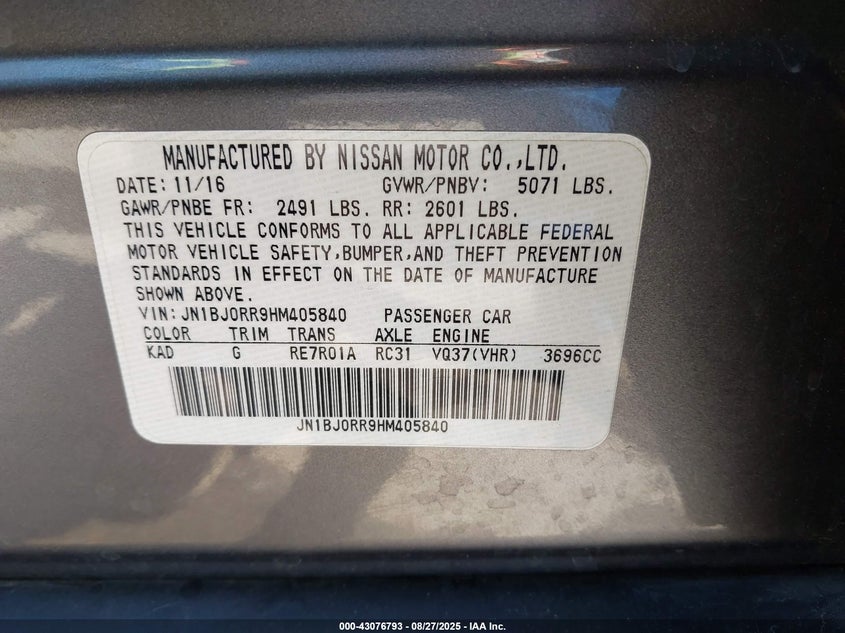 MANUFACTURED BY NISSAN MOTOR CO.,LTD.
DATE: 11/16 GVWR/PNBV: 5071 LBS.
GAWR/PNBE FR: 2491 LBS. RR: 2601 LBS.
THIS VEHICLE CONFORMS TO ALL APPLICABLE FEDERAL
MOTOR VEHICLE SAFETY,BUMPER,AND THEFT PREVENTION
STANDARDS IN EFFECT ON THE DATE OF MANUFACTURE
SHOWN ABOVE.
VIN: JN1BJ0RR9HM405840 PASSENGER CAR
COLOR TRIM TRANS AXLE ENGINE
KAD G RE7R01A RC31 VQ37(VHR) 3696CC
JN1BJ0RR9HM405840
000-43076793 - 08/27/2025 - IAA Inc.